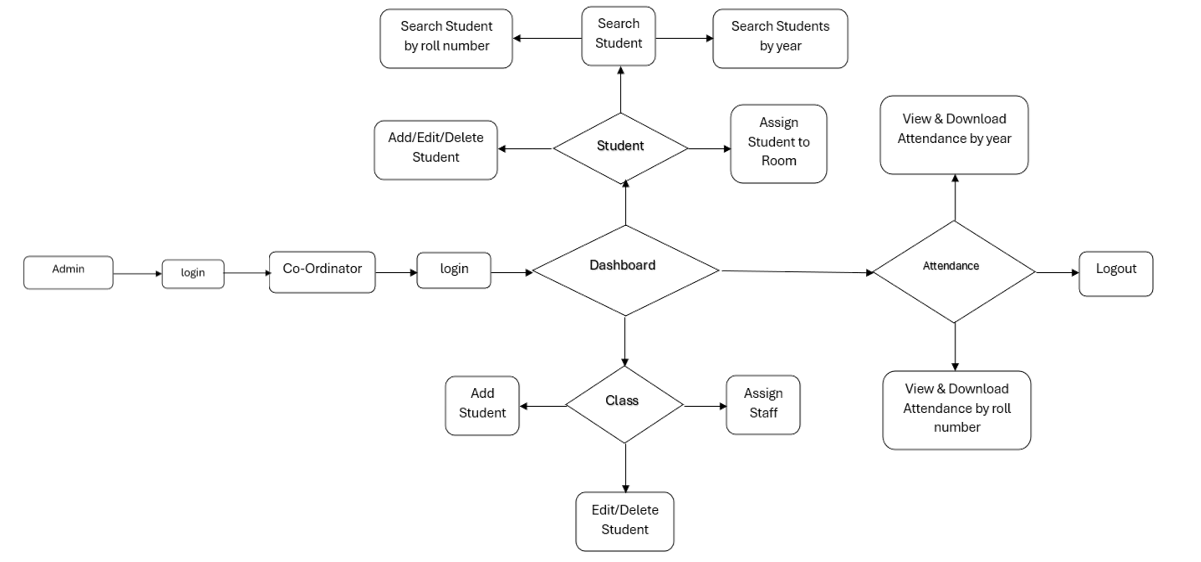 Search Student
by roll number
Search
Student
Search Students
by year
Add/Edit/Delete
Student
Student
Assign
Student to
Room
View & Download
Attendance by year
Admin
login
Co-Ordinator
login
Dashboard
Attendance
Logout
Add
Student
Class
Assign
Staff
View & Download
Attendance by roll
number
Edit/Delete
Student